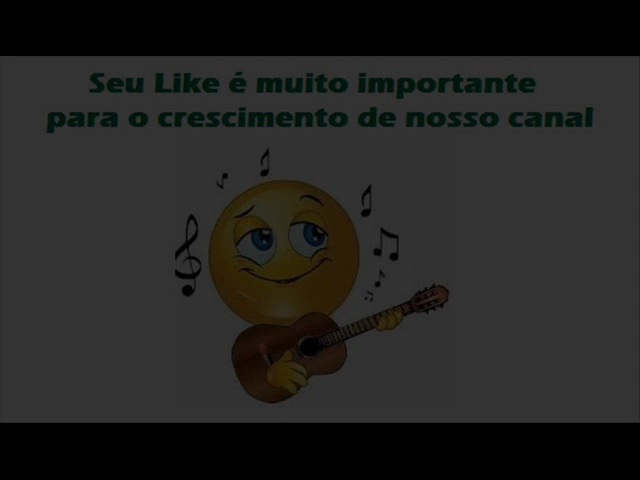 Seu Like é muito importante
para o crescimento de nosso canal